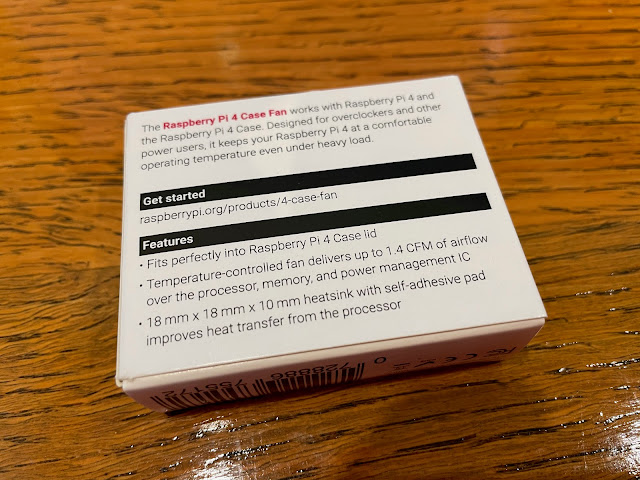 The Raspberry Pi 4 Case Fan works with Raspberry Pi 4 and
the Raspberry Pi 4 Case. Designed for overclockers and other
power users, it keeps your Raspberry Pi 4 at a comfortable
operating temperature even under heavy load.
Get started
raspberrypi.org/products/4-case-fan
Features
• Fits perfectly into Raspberry Pi 4 Case lid
• Temperature-controlled fan delivers up to 1.4 CFM of airflow
over the processor, memory, and power management IC
• 18 mm x 18 mm x 10 mm heatsink with self-adhesive pad
improves heat transfer from the processor
0